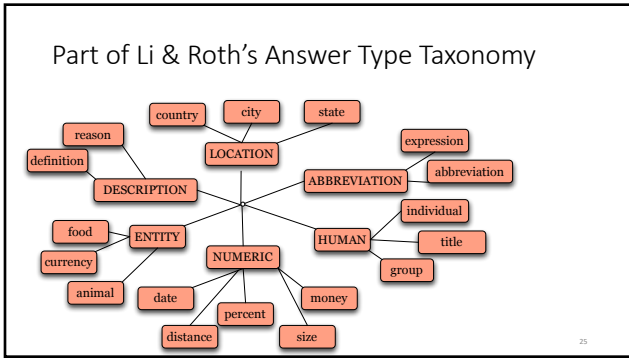 Part of Li & Roth's Answer Type Taxonomy
country
city
state
LOCATION
reason
definition
DESCRIPTION
expression
abbreviation
ABBREVIATION
food
currency
animal
ENTITY
individual
title
group
HUMAN
NUMERIC
date
distance
percent
size
money
25